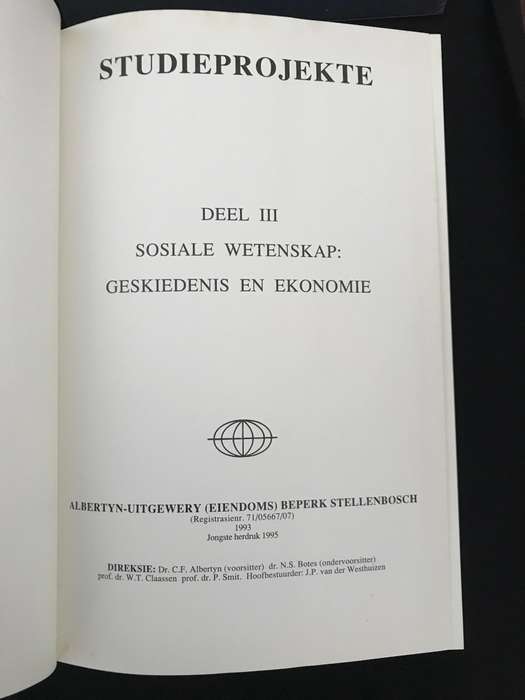 STUDIEPROJEKTE
DEEL III
SOSIALE WETENSKAP:
GESKIEDENIS EN EKONOMIE
ALBERTYN-UITGEWERY (EIENDOMS) BEPERK STELLENBOSCH
(Registrasienr. 71/05667/07)
1993
Jongste herdruk 1995
DIREKSIE: Dr. C.F. Albertyn (voorsitter) dr. N.S. Botes (ondervoorsitter)
prof. dr. W.T. Claassen prof. dr. P. Smit. Hoofbestuurder: J.P. van der Westhuizen